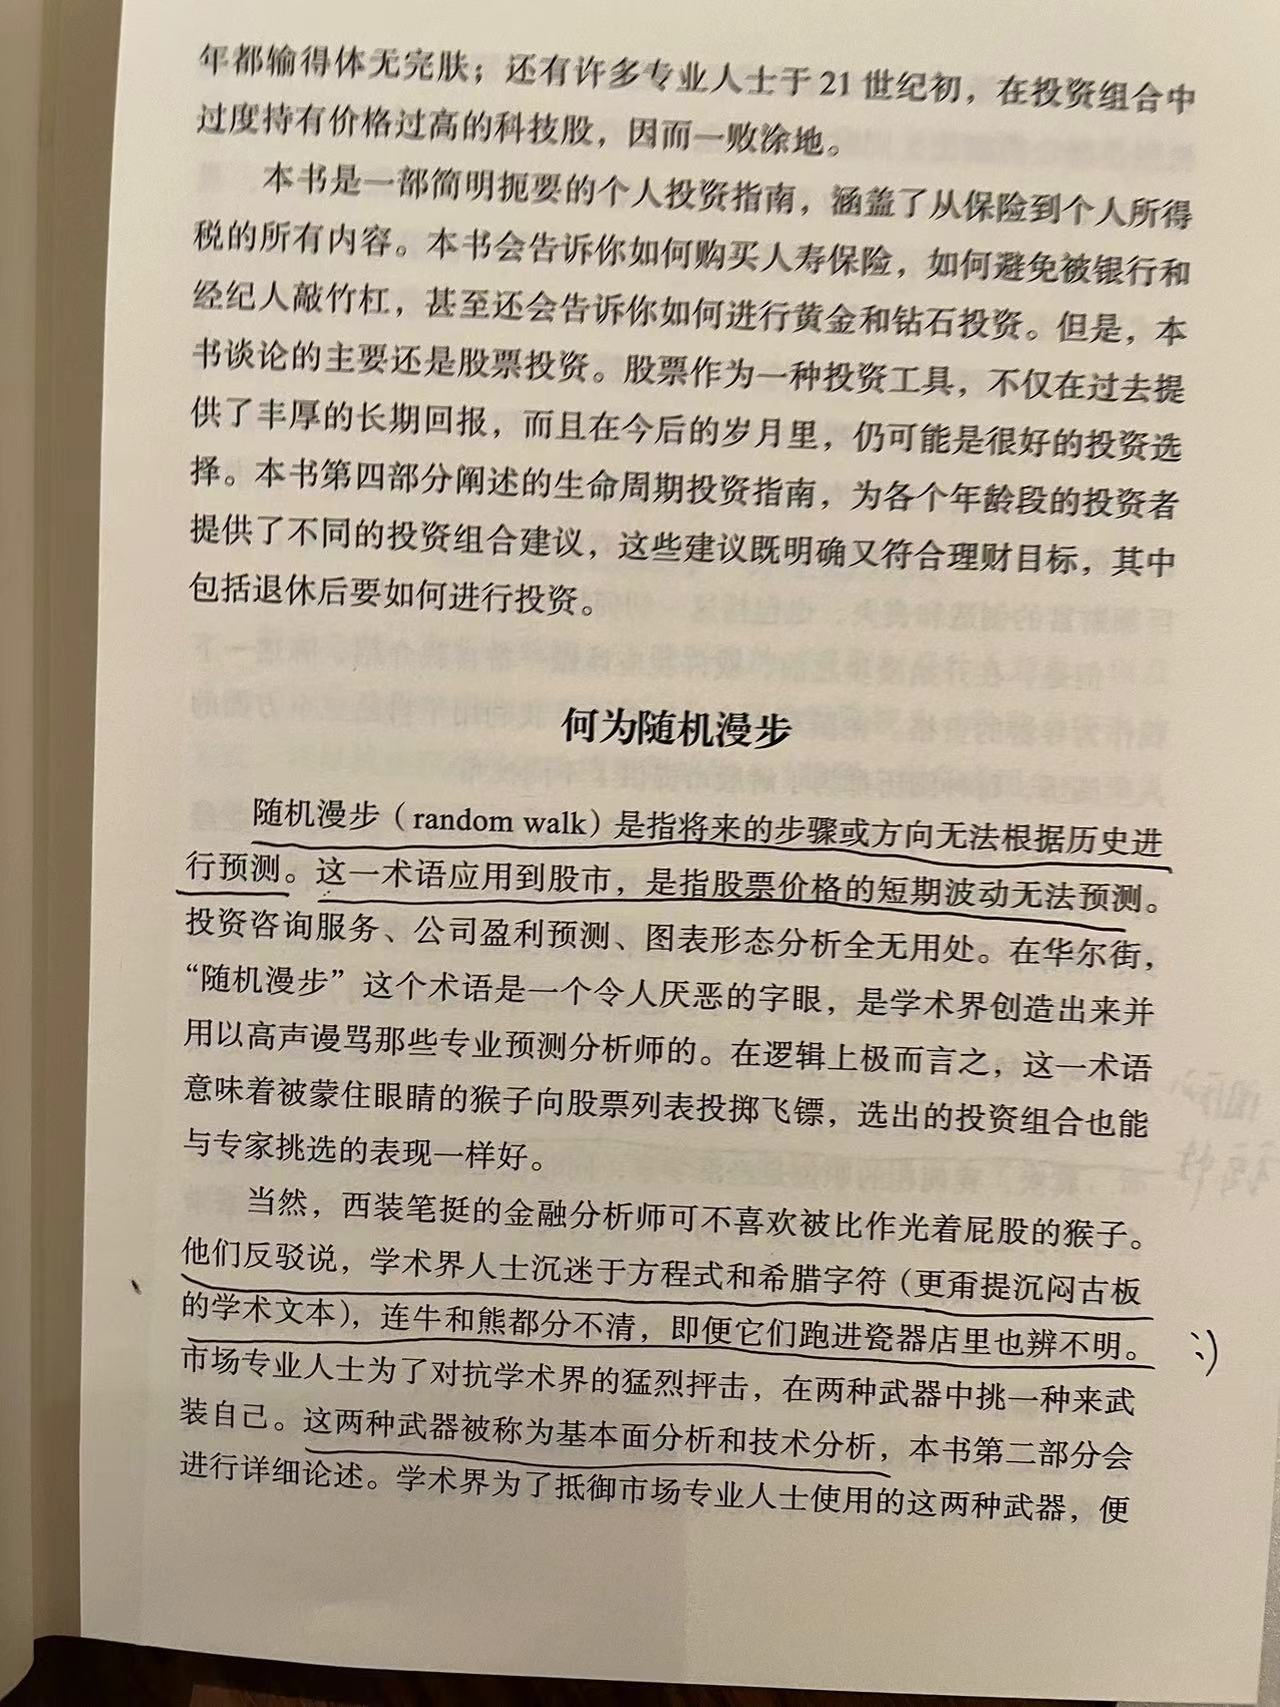 年都输得体无完肤；还有许多专业人士于 21 世纪初，在投资组合中
过度持有价格过高的科技股，因而一败涂地。
本书是一部简明扼要的个人投资指南，涵盖了从保险到个人所得
税的所有内容。本书会告诉你如何购买人寿保险，如何避免被银行和
经纪人敲竹杠，甚至还会告诉你如何进行黄金和钻石投资。但是，本
书谈论的主要还是股票投资。股票作为一种投资工具，不仅在过去提
供了丰厚的长期回报，而且在今后的岁月里，仍可能是很好的投资选
择。本书第四部分阐述的生命周期投资指南，为各个年龄段的投资者
提供了不同的投资组合建议，这些建议既明确又符合理财目标，其中
包括退休后要如何进行投资。
何为随机漫步
随机漫步（random walk）是指将来的步骤或方向无法根据历史进
行预测。这一术语应用到股市，是指股票价格的短期波动无法预测。
投资咨询服务、公司盈利预测、图表形态分析全无用处。在华尔街，
“随机漫步”这个术语是一个令人厌恶的字眼，是学术界创造出来并
用以高声谩骂那些专业预测分析师的。在逻辑上极而言之，这一术语
意味着被蒙住眼睛的猴子向股票列表投掷飞镖，选出的投资组合也能
与专家挑选的表现一样好。
当然，西装笔挺的金融分析师可不喜欢被比作光着屁股的猴子。
他们反驳说，学术界人士沉迷于方程式和希腊字符（更甭提沉闷古板
的学术文本），连牛和熊都分不清，即便它们跑进瓷器店里也辨不明。 :)
市场专业人士为了对抗学术界的猛烈抨击，在两种武器中挑一种来武
装自己。这两种武器被称为基本面分析和技术分析，本书第二部分会
进行详细论述。学术界为了抵御市场专业人士使用的这两种武器，便